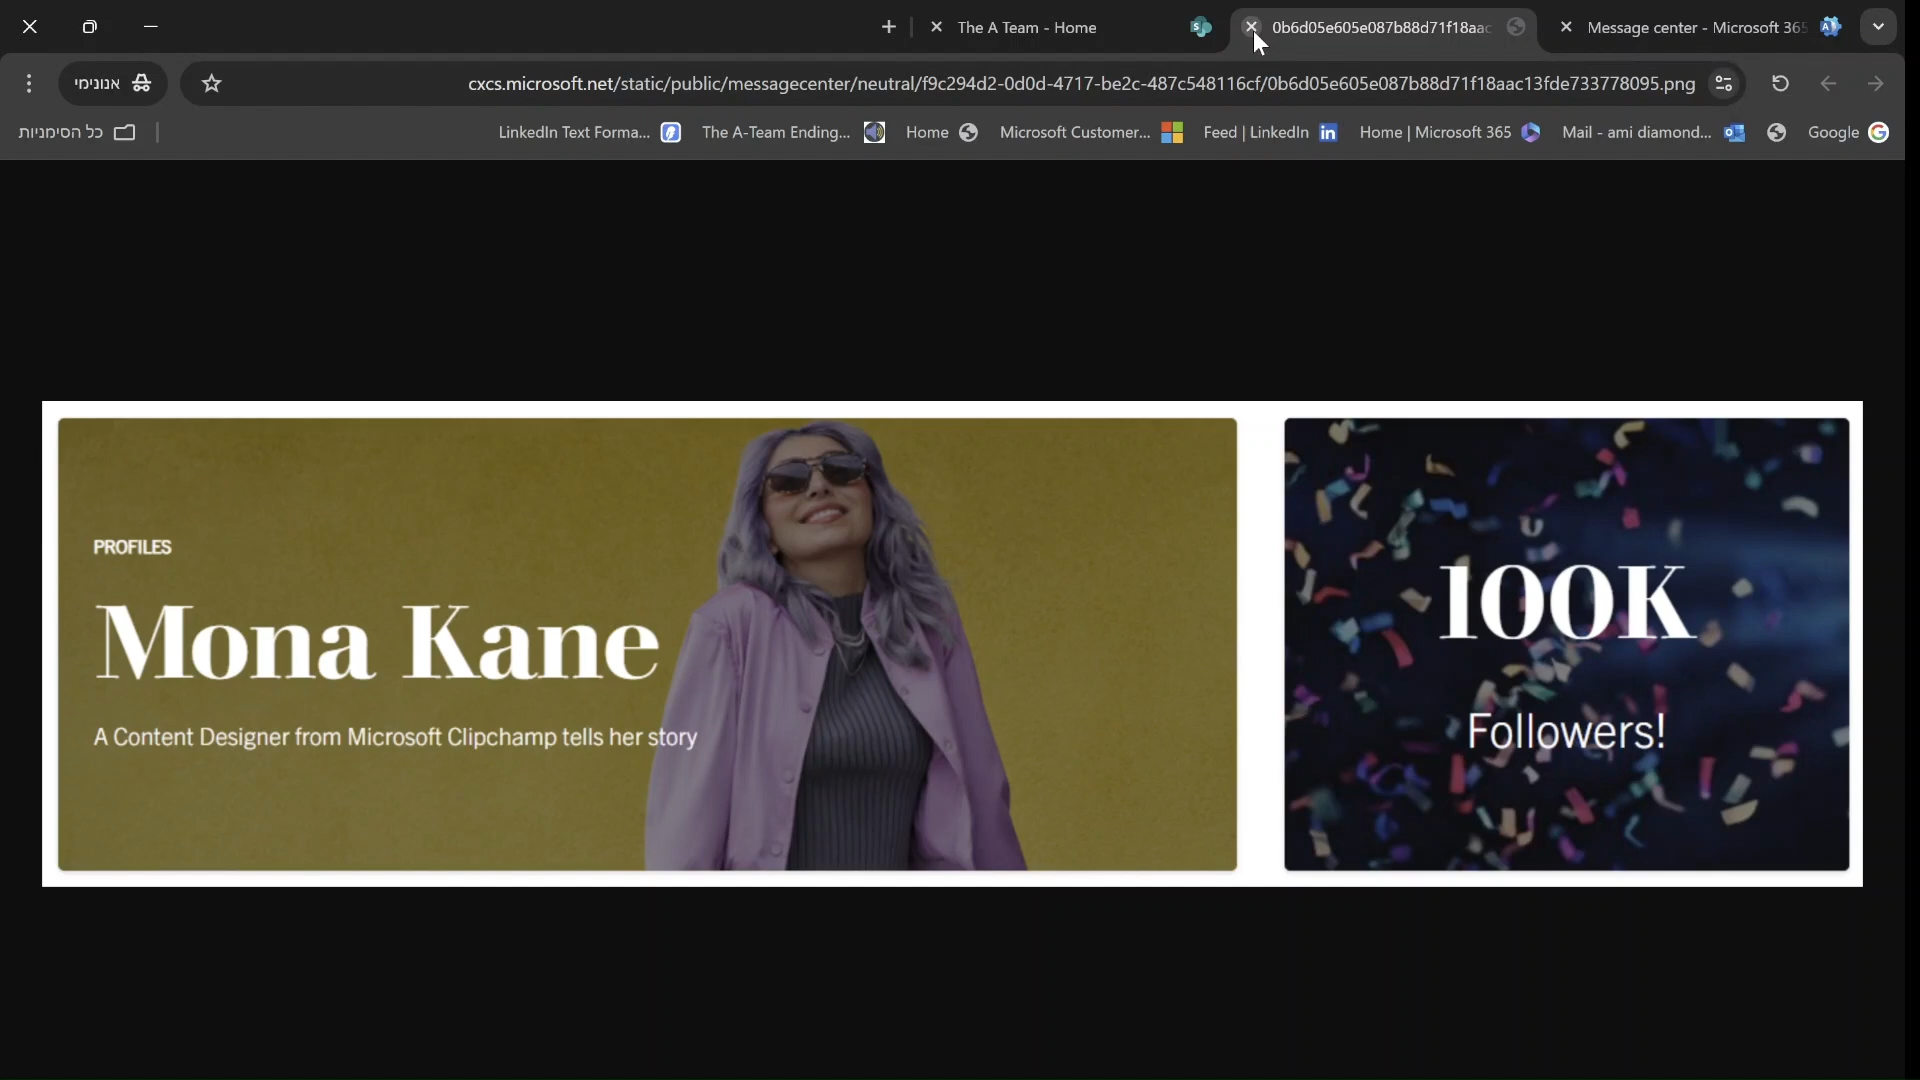 The A Team - Home
0b6d05e605e087b88d71f18aac
Message center - Microsoft 365
אנונימי
cxcs.microsoft.net/static/public/messagecenter/neutral/f9c294d2-0d0d-4717-be2c-487c548116cf/0b6d05e605e087b88d71f18aac13fde733778095.png
כל הסימניות
LinkedIn Text Forma...
The A-Team Ending...
Home
Microsoft Customer...
Feed | LinkedIn
Home | Microsoft 365
Mail - ami diamond...
Google
PROFILES
Mona Kane
A Content Designer from Microsoft Clipchamp tells her story
100K
Followers!